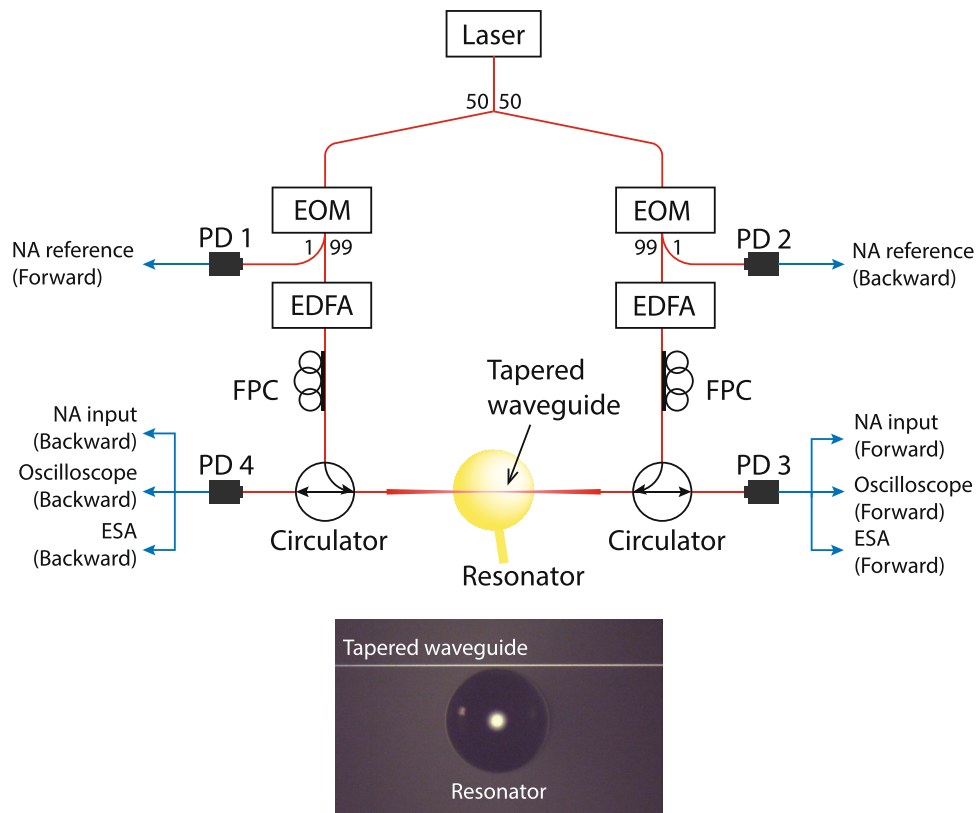 Laser
50 50
EOM
EOM
PD 1
1 99
99 1
PD 2
NA reference
(Forward)
NA reference
(Backward)
EDFA
EDFA
FPC
Tapered
waveguide
FPC
NA input
(Backward)
NA input
(Forward)
PD 4
PD 3
Oscilloscope
(Backward)
Oscilloscope
(Forward)
ESA
(Backward)
Circulator
Circulator
ESA
(Forward)
Resonator
Tapered waveguide
Resonator